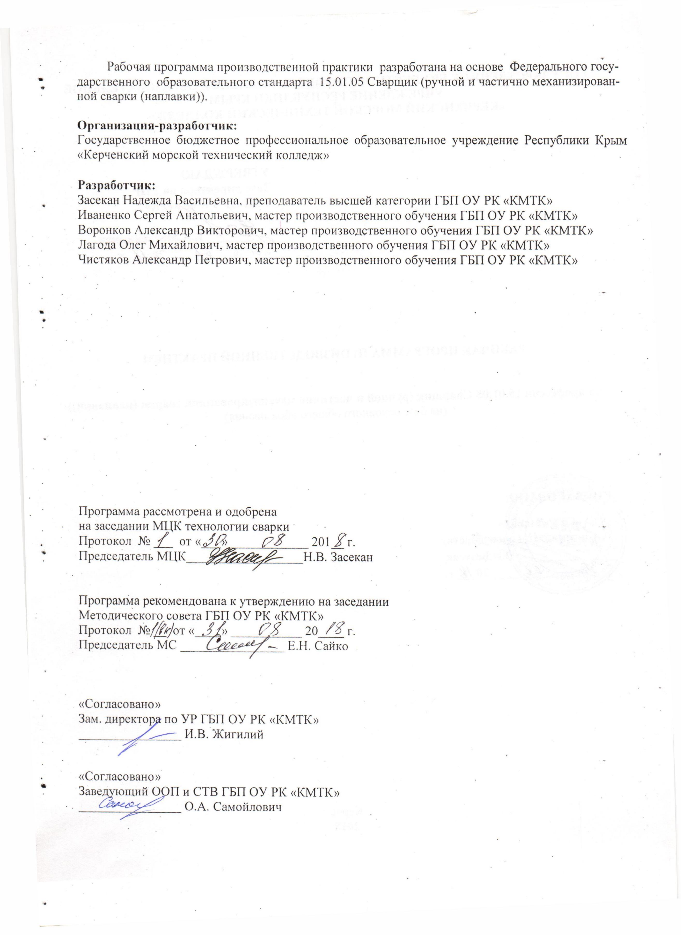 Рабочая программа производственной практики разработана на основе Федерального госу-
дарственного образовательного стандарта 15.01.05 Сварщик (ручной и частично механизирован-
ной сварки (наплавки)).
Организация-разработчик:
Государственное бюджетное профессиональное образовательное учреждение Республики Крым
«Керченский морской технический колледж»
Разработчик:
Засекан Надежда Васильевна, преподаватель высшей категории ГБП ОУ РК «КМТК»
Иваненко Сергей Анатольевич, мастер производственного обучения ГБП ОУ РК «КМТК»
Воронков Александр Викторович, мастер производственного обучения ГБП ОУ РК «КМТК»
Лагода Олег Михайлович, мастер производственного обучения ГБП ОУ РК «КМТК»
Чистяков Александр Петрович, мастер производственного обучения ГБП ОУ РК «КМТК»
Программа рассмотрена и одобрена
на заседании МЦК технологии сварки
Протокол № 1 от «30» 08 2018 г.
Председатель МЦК Н.В. Засекан
Программа рекомендована к утверждению на заседании
Методического совета ГБП ОУ РК «КМТК»
Протокол № от «31» 08 2018 г.
Председатель МС Е.Н. Сайко
«Согласовано»
Зам. директора по УР ГБП ОУ РК «КМТК»
И.В. Жигилий
«Согласовано»
Заведующий ООП и СТВ ГБП ОУ РК «КМТК»
О.А. Самойлович